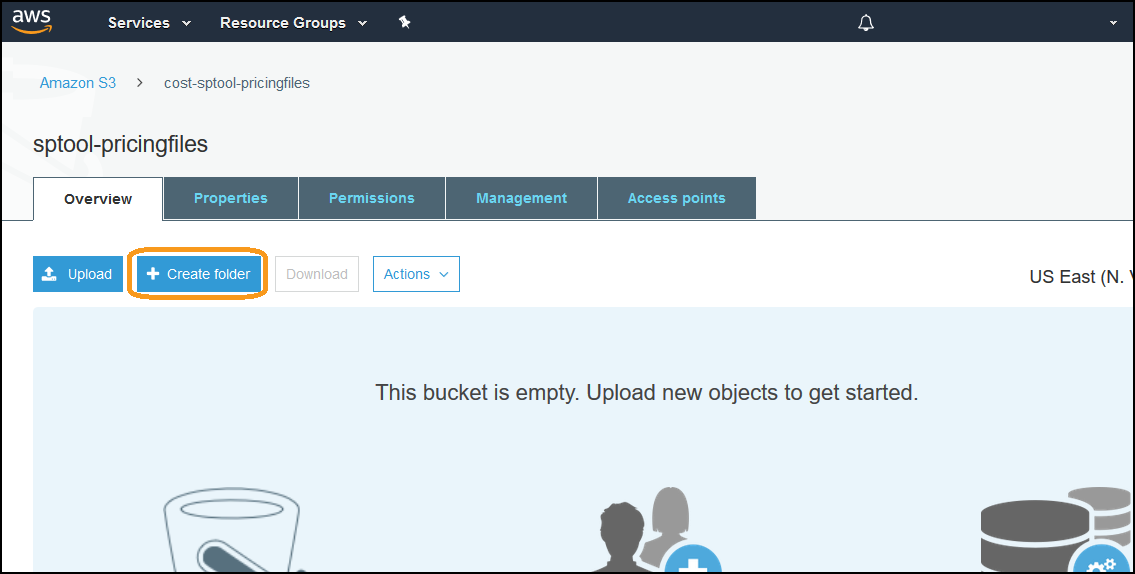 aws Services Resource Groups
Amazon S3 > cost-sptool-pricingfiles
sptool-pricingfiles
Overview Properties Permissions Management Access points
Upload Create folder Download Actions
US East (N.
This bucket is empty. Upload new objects to get started.